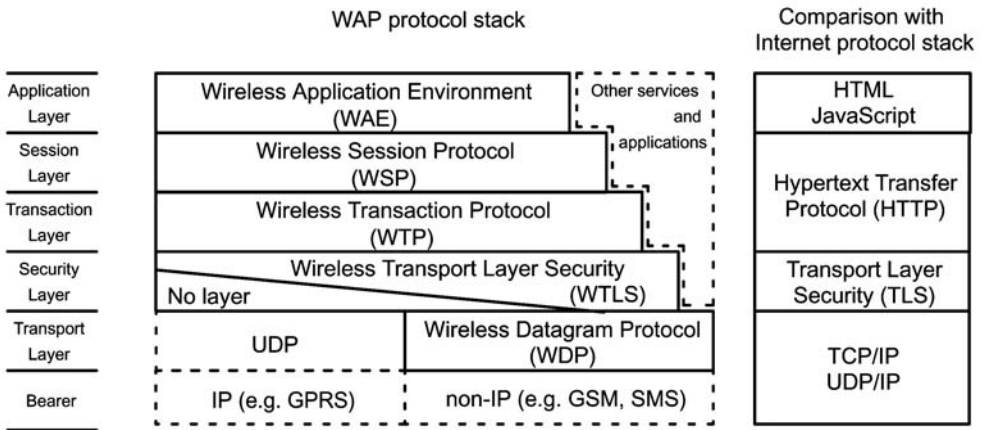 WAP protocol stack
Comparison with
Internet protocol stack
Application
Layer
Wireless Application Environment
(WAE)
Other services
and
applications
HTML
JavaScript
Session
Layer
Wireless Session Protocol
(WSP)
Hypertext Transfer
Protocol (HTTP)
Transaction
Layer
Wireless Transaction Protocol
(WTP)
Security
Layer
Wireless Transport Layer Security
(WTLS)
No layer
Transport Layer
Security (TLS)
Transport
Layer
UDP
Wireless Datagram Protocol
(WDP)
TCP/IP
UDP/IP
Bearer
IP (e.g. GPRS)
non-IP (e.g. GSM, SMS)